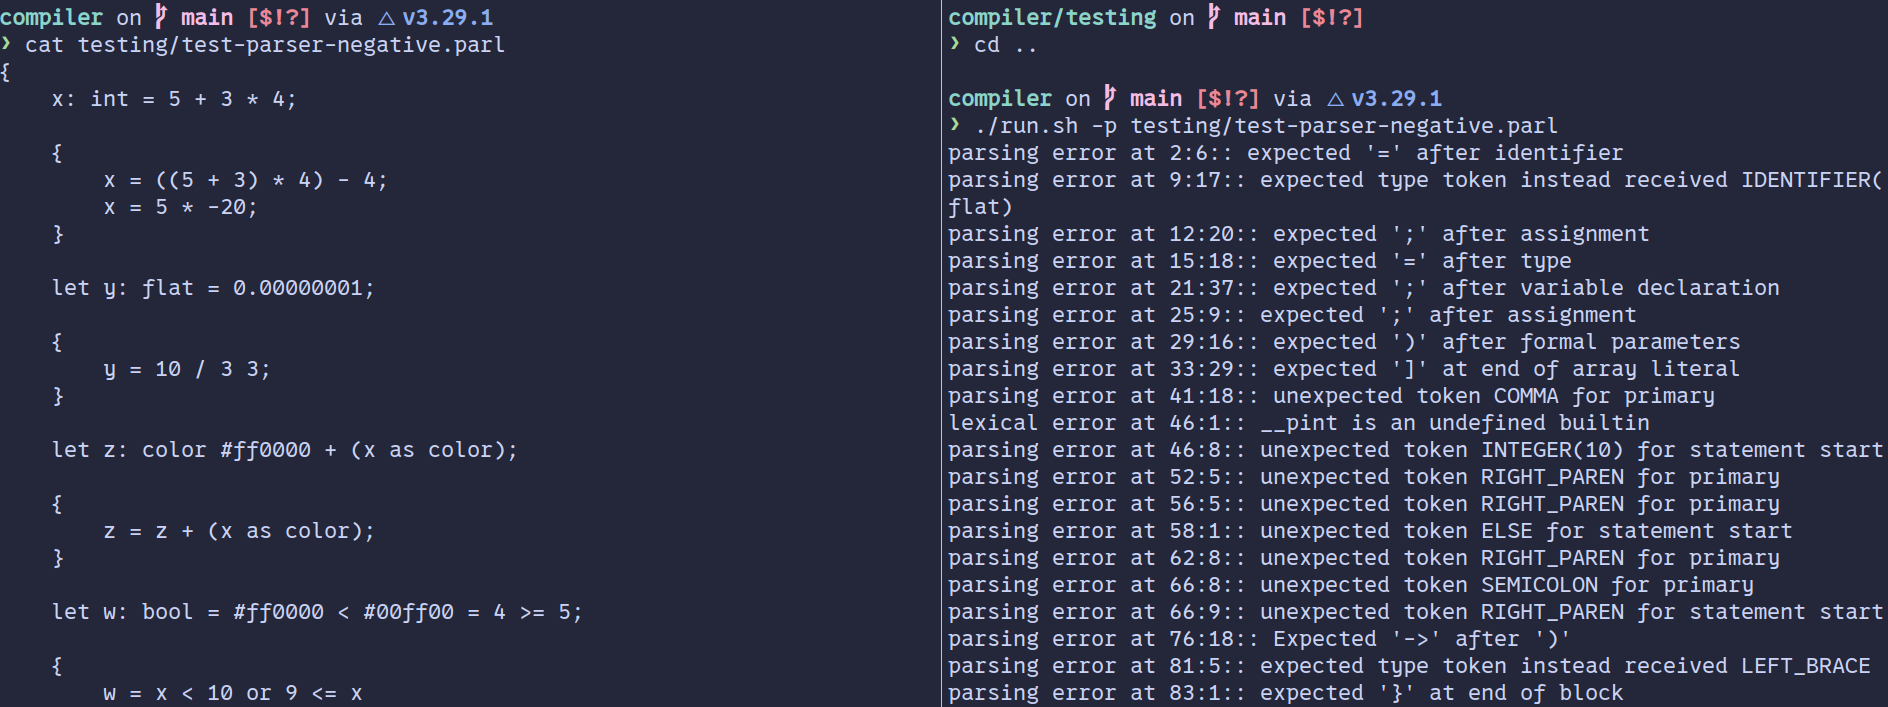 compiler on main [$!?] via △ v3.29.1
❯ cat testing/test-parser-negative.parl
{
    x: int = 5 + 3 * 4;
    {
        x = ((5 + 3) * 4) - 4;
        x = 5 * -20;
    }
    let y: flat = 0.00000001;
    {
        y = 10 / 3 3;
    }
    let z: color #ff0000 + (x as color);
    {
        z = z + (x as color);
    }
    let w: bool = #ff0000 < #00ff00 = 4 >= 5;
    {
        w = x < 10 or 9 <= x
compiler/testing on main [$!?]
❯ cd ..
compiler on main [$!?] via △ v3.29.1
❯ ./run.sh -p testing/test-parser-negative.parl
parsing error at 2:6:: expected '=' after identifier
parsing error at 9:17:: expected type token instead received IDENTIFIER(
flat)
parsing error at 12:20:: expected ';' after assignment
parsing error at 15:18:: expected '=' after type
parsing error at 21:37:: expected ';' after variable declaration
parsing error at 25:9:: expected ';' after assignment
parsing error at 29:16:: expected ')' after formal parameters
parsing error at 33:29:: expected ']' at end of array literal
parsing error at 41:18:: unexpected token COMMA for primary
lexical error at 46:1:: __pint is an undefined builtin
parsing error at 46:8:: unexpected token INTEGER(10) for statement start
parsing error at 52:5:: unexpected token RIGHT_PAREN for primary
parsing error at 56:5:: unexpected token RIGHT_PAREN for primary
parsing error at 58:1:: unexpected token ELSE for statement start
parsing error at 62:8:: unexpected token RIGHT_PAREN for primary
parsing error at 66:8:: unexpected token SEMICOLON for primary
parsing error at 66:9:: unexpected token RIGHT_PAREN for statement start
parsing error at 76:18:: Expected '->' after ')'
parsing error at 81:5:: expected type token instead received LEFT_BRACE
parsing error at 83:1:: expected '}' at end of block